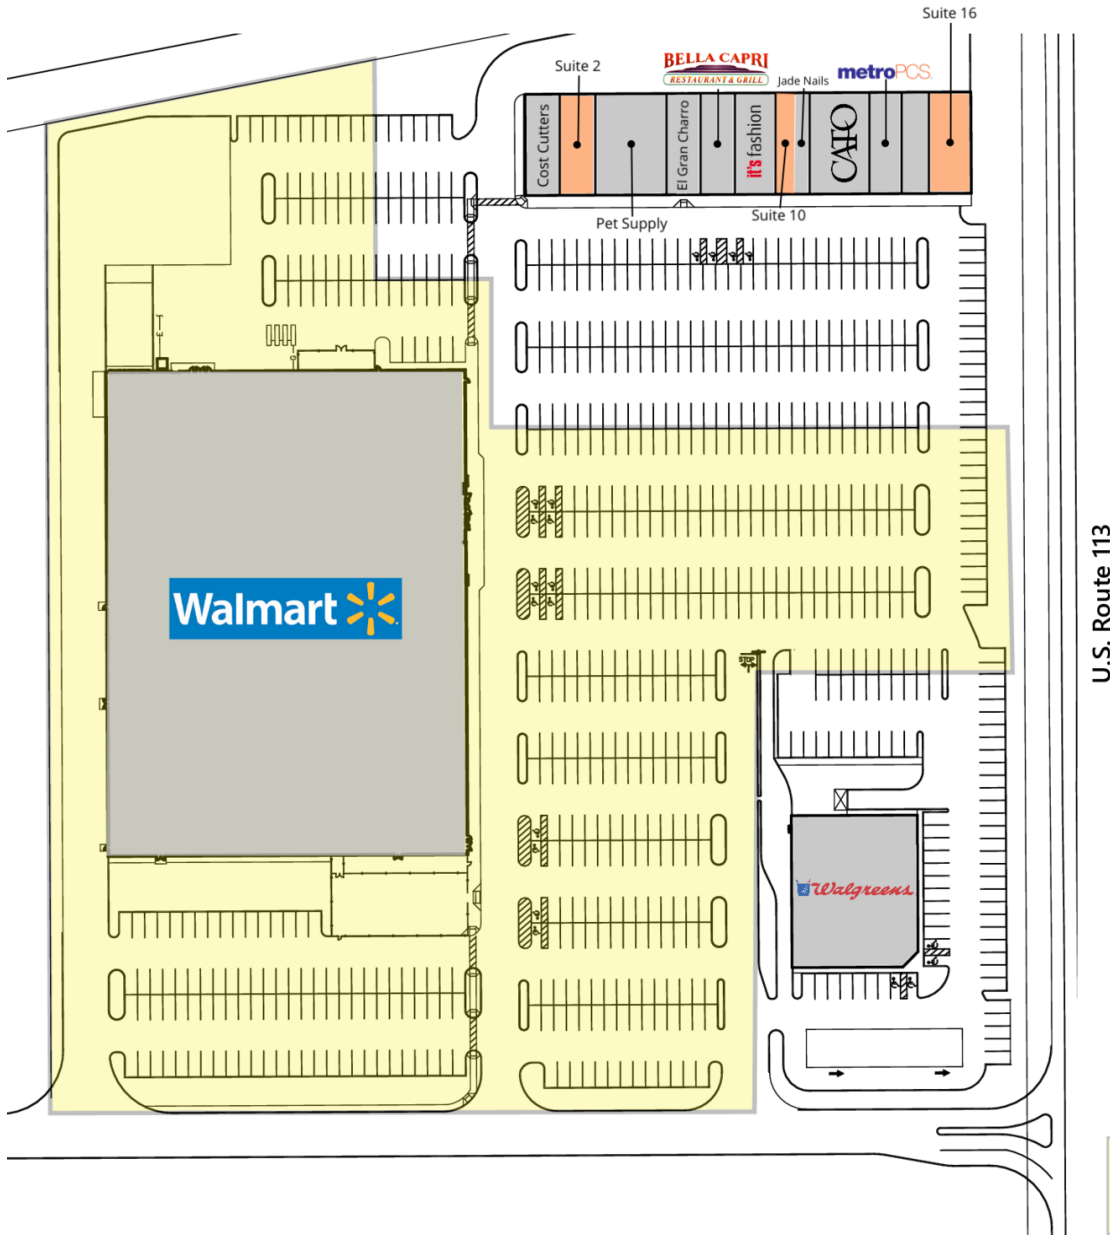 Suite 16
Suite 2
BELLA CAPRI
RESTAURANT & GRILL
Jade Nails
metroPCS.
Cost Cutters
El Gran Charro
it's fashion
CATO
Pet Supply
Suite 10
Walmart
STOP
Walgreens
U.S. Route 113